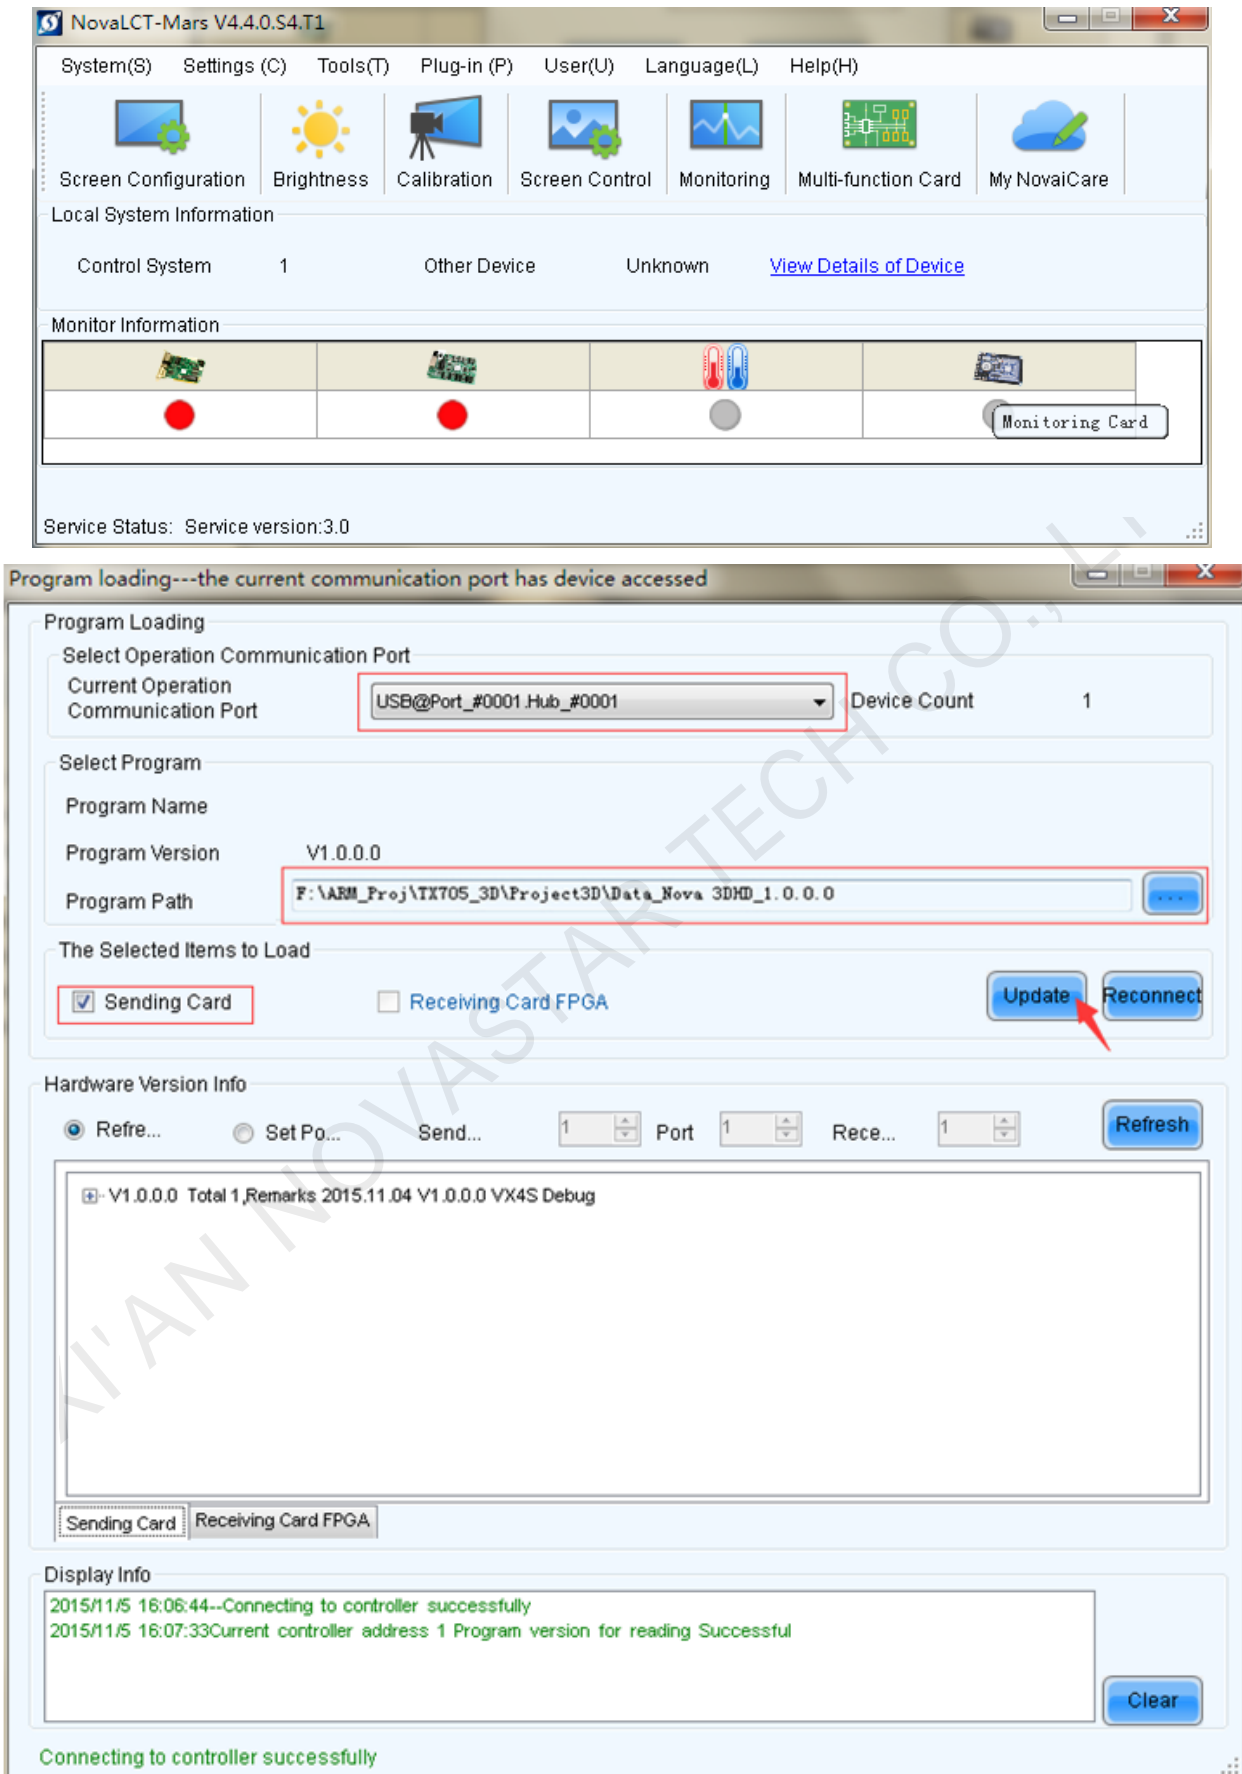 NovaLCT-Mars V4.4.0.S4.T1
System(S) Settings (C) Tools(T) Plug-in (P) User(U) Language(L) Help(H)
Screen Configuration Brightness Calibration Screen Control Monitoring Multi-function Card My NovaiCare
Local System Information
Control System 1 Other Device Unknown View Details of Device
Monitor Information
Monitoring Card
Service Status: Service version:3.0
Program loading---the current communication port has device accessed
Program Loading
Select Operation Communication Port
Current Operation
Communication Port
USB@Port_#0001.Hub_#0001
Device Count 1
Select Program
Program Name
Program Version V1.0.0.0
Program Path F:\ARM_Proj\TX705_3D\Project3D\Data_Nova 3DHD_1.0.0.0 ...
The Selected Items to Load
Sending Card Receiving Card FPGA Update Reconnect
Hardware Version Info
Refre... Set Po... Send... 1 Port 1 Rece... 1 Refresh
V1.0.0.0 Total 1,Remarks 2015.11.04 V1.0.0.0 VX4S Debug
Sending Card Receiving Card FPGA
Display Info
2015/11/5 16:06:44--Connecting to controller successfully
2015/11/5 16:07:33Current controller address 1 Program version for reading Successful
Clear
Connecting to controller successfully
XI'AN NOVASTAR TECH CO., L